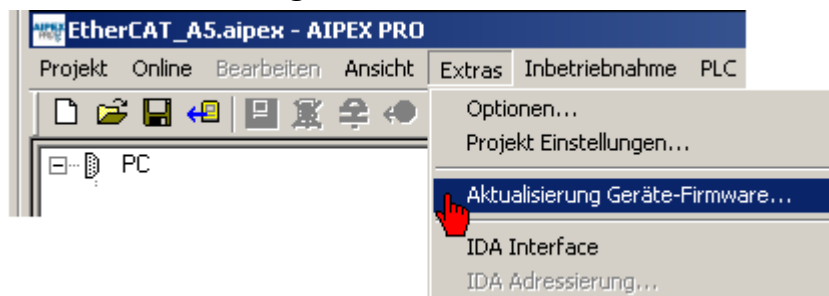 EtherCAT_A5.aipex - AIPEX PRO
Projekt Online Bearbeiten Ansicht Extras Inbetriebnahme PLC
Optionen...
Projekt Einstellungen...
PC
Aktualisierung Geräte-Firmware...
IDA Interface
IDA Adressierung...